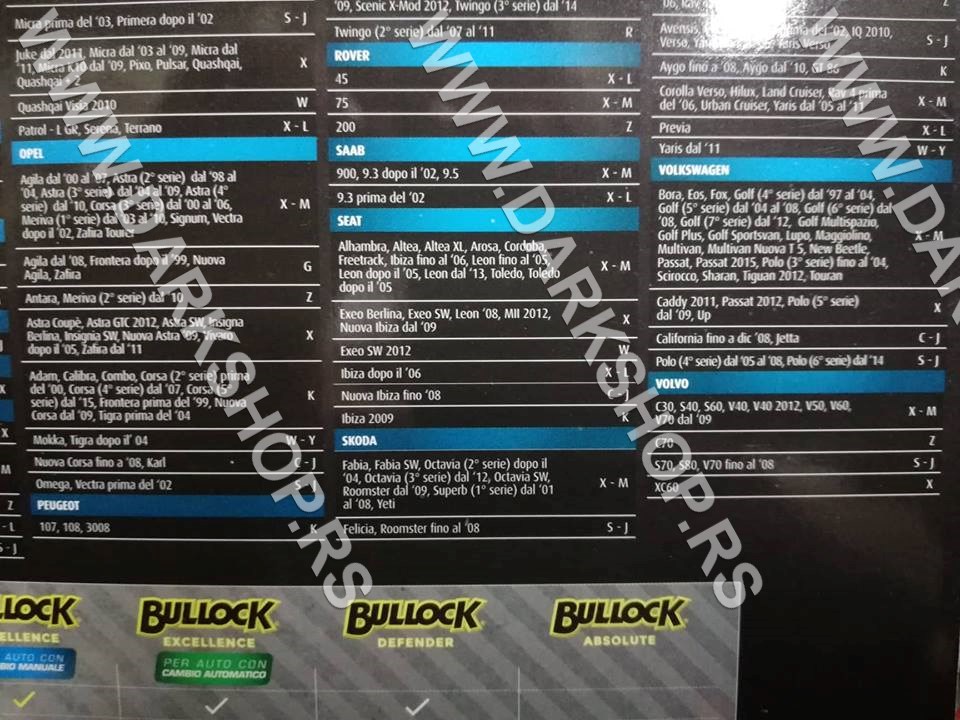 Micra prima del '03, Primera dopo il '02 S - J
Juke dal 2011, Micra dal '03 al '09, Micra dal
'11, Micra K10 dal '09, Pixo, Pulsar, Quashqai,
Quashqai + 2 X
Quashqai Visia 2010 W
Patrol - L GR, Serena, Terrano X - L
OPEL
Agila dal '00 al '07, Astra (2° serie) dal '98 al
'04, Astra (3° serie) dal '04 al '09, Astra (4°
serie) dal '10, Corsa (3° serie) dal '00 al '06,
Meriva (1° serie) dal '03 al '10, Signum, Vectra
dopo il '02, Zafira Tourer X - M
Agila dal '08, Frontera dopo il '99, Nuova
Agila, Zafira G
Antara, Meriva (2° serie) dal '10 Z
Astra Coupè, Astra GTC 2012, Astra SW, Insigna
Berlina, Insignia SW, Nuova Astra '09, Vivaro
dopo il '05, Zafira dal '11 X
Adam, Calibra, Combo, Corsa (2° serie) prima
del '00, Corsa (4° serie) dal '07, Corsa (5°
serie) dal '15, Frontera prima del '99, Nuova
Corsa dal '09, Tigra prima del '04 K
Mokka, Tigra dopo il' 04 W - Y
Nuova Corsa fino a '08, Karl C - J
Omega, Vectra prima del '02 S - J
PEUGEOT
107, 108, 3008 K
'09, Scenic X-Mod 2012, Twingo (3° serie) dal '14
Twingo (2° serie) dal '07 al '11 R
ROVER
45 X - L
75 X - M
200 Z
SAAB
900, 9.3 dopo il '02, 9.5 X - M
9.3 prima del '02 X - L
SEAT
Alhambra, Altea, Altea XL, Arosa, Cordoba,
Freetrack, Ibiza fino al '06, Leon fino al '05,
Leon dopo il '05, Leon dal '13, Toledo, Toledo
dopo il '05 X - M
Exeo Berlina, Exeo SW, Leon '08, MII 2012,
Nuova Ibiza dal '09 X
Exeo SW 2012 W
Ibiza dopo il '06 X - L
Nuova Ibiza fino '08 C - J
Ibiza 2009 K
SKODA
Fabia, Fabia SW, Octavia (2° serie) dopo il
'04, Octavia (3° serie) dal '12, Octavia SW,
Roomster dal '09, Superb (1° serie) dal '01
al '08, Yeti X - M
Felicia, Roomster fino al '08 S - J
Avensis, prima del '02, IQ 2010,
Verso, Yaris Verso S - J
Aygo fino a '08, Aygo dal '10, GT 86 K
Corolla Verso, Hilux, Land Cruiser, Rav 4 prima
del '06, Urban Cruiser, Yaris dal '05 al '11 X - M
Previa X - L
Yaris dal '11 W - Y
VOLKSWAGEN
Bora, Eos, Fox, Golf (4° serie) dal '97 al '04,
Golf (5° serie) dal '04 al '08, Golf (6° serie) dal
'08, Golf (7° serie) dal '12, Golf Multispazio,
Golf Plus, Golf Sportsvan, Lupo, Maggiolino,
Multivan, Multivan Nuova T 5, New Beetle,
Passat, Passat 2015, Polo (3° serie) fino al '04,
Scirocco, Sharan, Tiguan 2012, Touran X - M
Caddy 2011, Passat 2012, Polo (5° serie)
dal '09, Up X
California fino a dic '08, Jetta C - J
Polo (4° serie) dal '05 al '08, Polo (6° serie) dal '14 S - J
VOLVO
C30, S40, S60, V40, V40 2012, V50, V60,
V70 dal '09 X - M
C70 Z
S70, S80, V70 fino al '08 S - J
XC60 X
BULLOCK
EXCELLENCE
PER AUTO CON
CAMBIO AUTOMATICO
BULLOCK
DEFENDER
BULLOCK
ABSOLUTE
WWW.DARKSHOP.RS
WWW.DARKSHOP.RS
WWW.DARKSHOP.RS